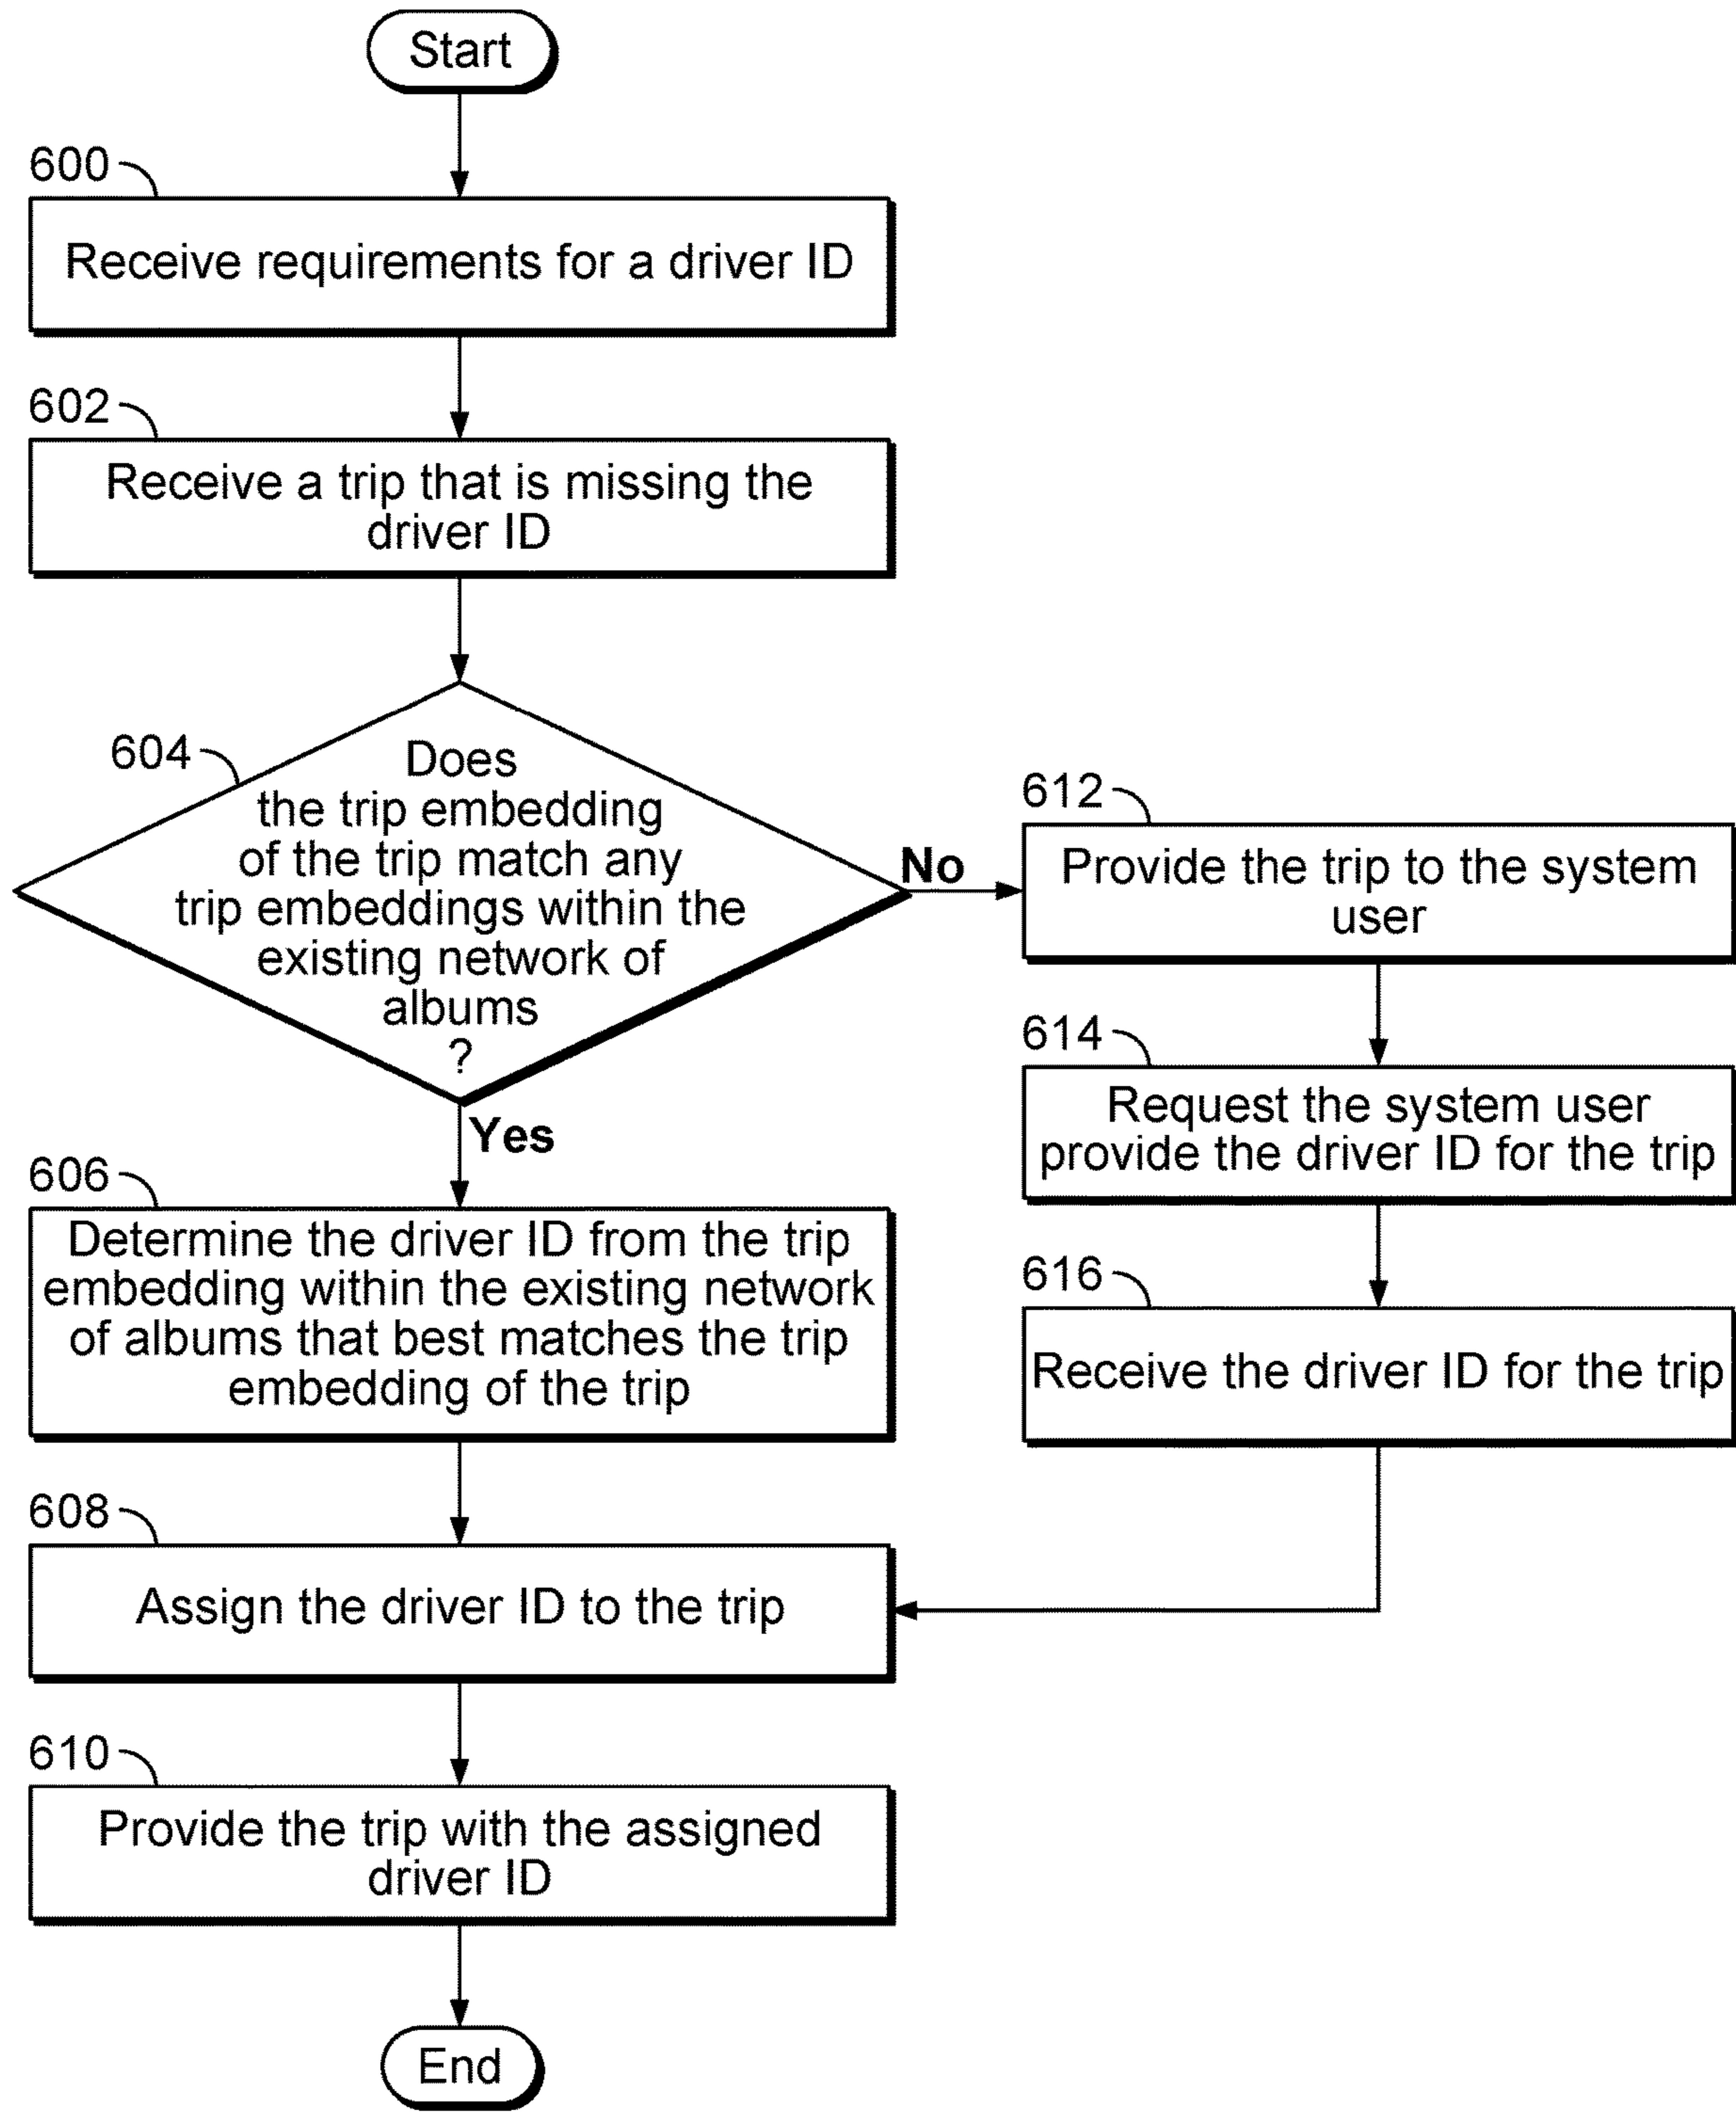 Start
600
Receive requirements for a driver ID
602
Receive a trip that is missing the
driver ID
604
Does
the trip embedding
of the trip match any
trip embeddings within the
existing network of
albums
?
No
Yes
612
Provide the trip to the system
user
614
Request the system user
provide the driver ID for the trip
616
Receive the driver ID for the trip
606
Determine the driver ID from the trip
embedding within the existing network
of albums that best matches the trip
embedding of the trip
608
Assign the driver ID to the trip
610
Provide the trip with the assigned
driver ID
End